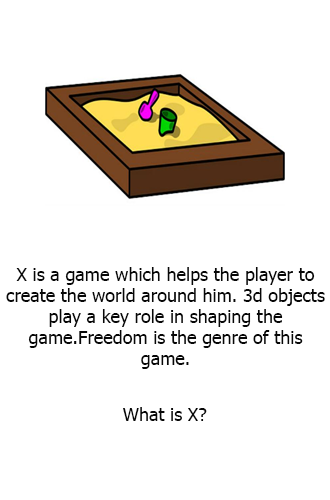 X is a game which helps the player to
create the world around him. 3d objects
play a key role in shaping the
game.Freedom is the genre of this
game.
What is X?